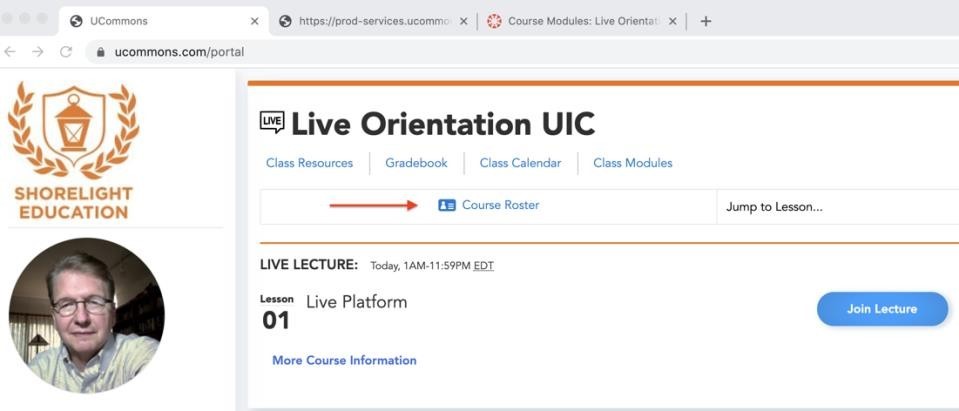 UCommons
https://prod-services.ucommo
Course Modules: Live Orientati
ucommons.com/portal
SHORELIGHT
EDUCATION
LIVE
Live Orientation UIC
Class Resources
Gradebook
Class Calendar
Class Modules
Course Roster
Jump to Lesson...
LIVE LECTURE: Today, 1AM-11:59PM EDT
Lesson
01
Live Platform
Join Lecture
More Course Information